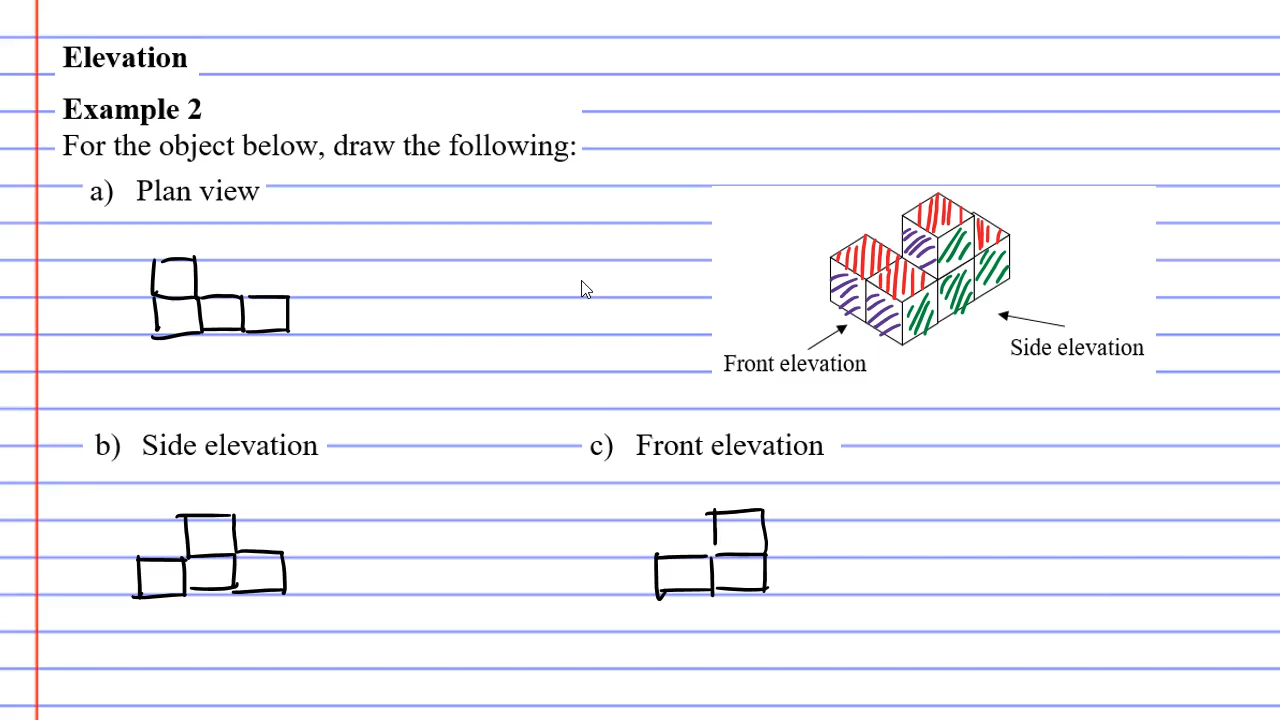 Elevation
Example 2
For the object below, draw the following:
a) Plan view
Front elevation
Side elevation
b) Side elevation
c) Front elevation